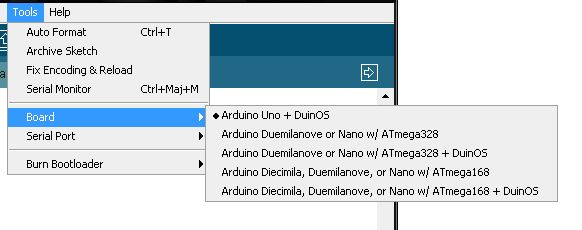 Tools Help
Auto Format Ctrl+T
Archive Sketch
Fix Encoding & Reload
Serial Monitor Ctrl+Maj+M
Board
Serial Port
Burn Bootloader
Arduino Uno + DuinOS
Arduino Duemilanove or Nano w/ ATmega328
Arduino Duemilanove or Nano w/ ATmega328 + DuinOS
Arduino Diecimila, Duemilanove, or Nano w/ ATmega168
Arduino Diecimila, Duemilanove, or Nano w/ ATmega168 + DuinOS